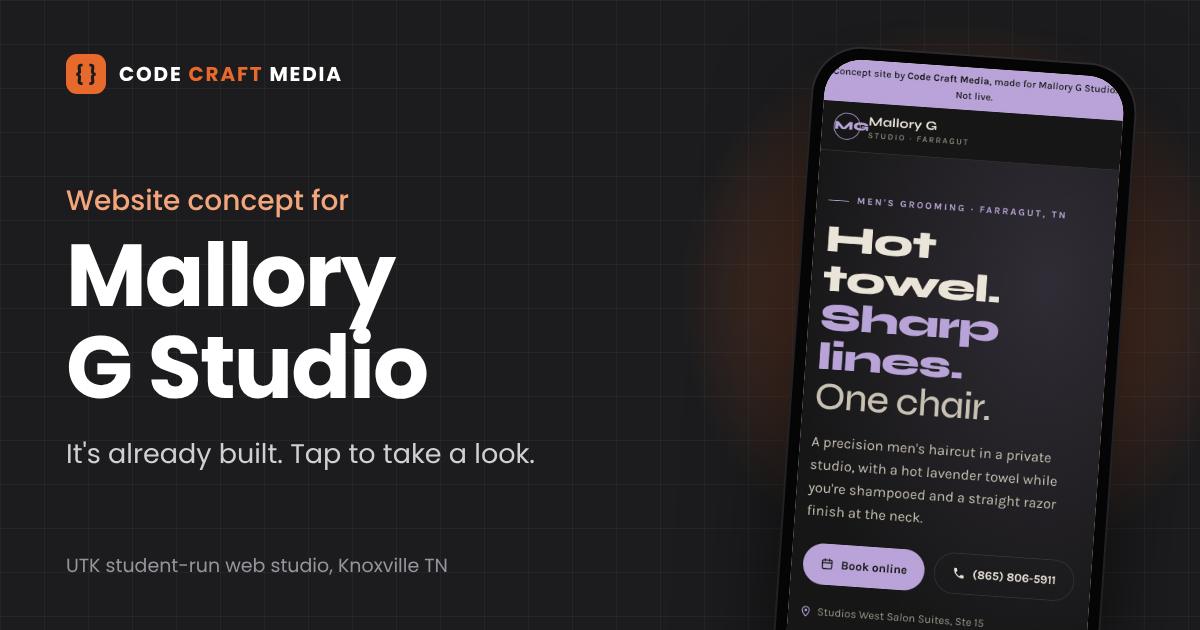 { } CODE CRAFT MEDIA
Website concept for
Mallory
G Studio
It's already built. Tap to take a look.
UTK student-run web studio, Knoxville TN
Concept site by Code Craft Media, made for Mallory G Studio.
Not live.
MG
Mallory G
STUDIO · FARRAGUT
MEN'S GROOMING · FARRAGUT, TN
Hot
towel.
Sharp
lines.
One chair.
A precision men's haircut in a private
studio, with a hot lavender towel while
you're shampooed and a straight razor
finish at the neck.
Book online
(865) 806-5911
Studios West Salon Suites, Ste 15